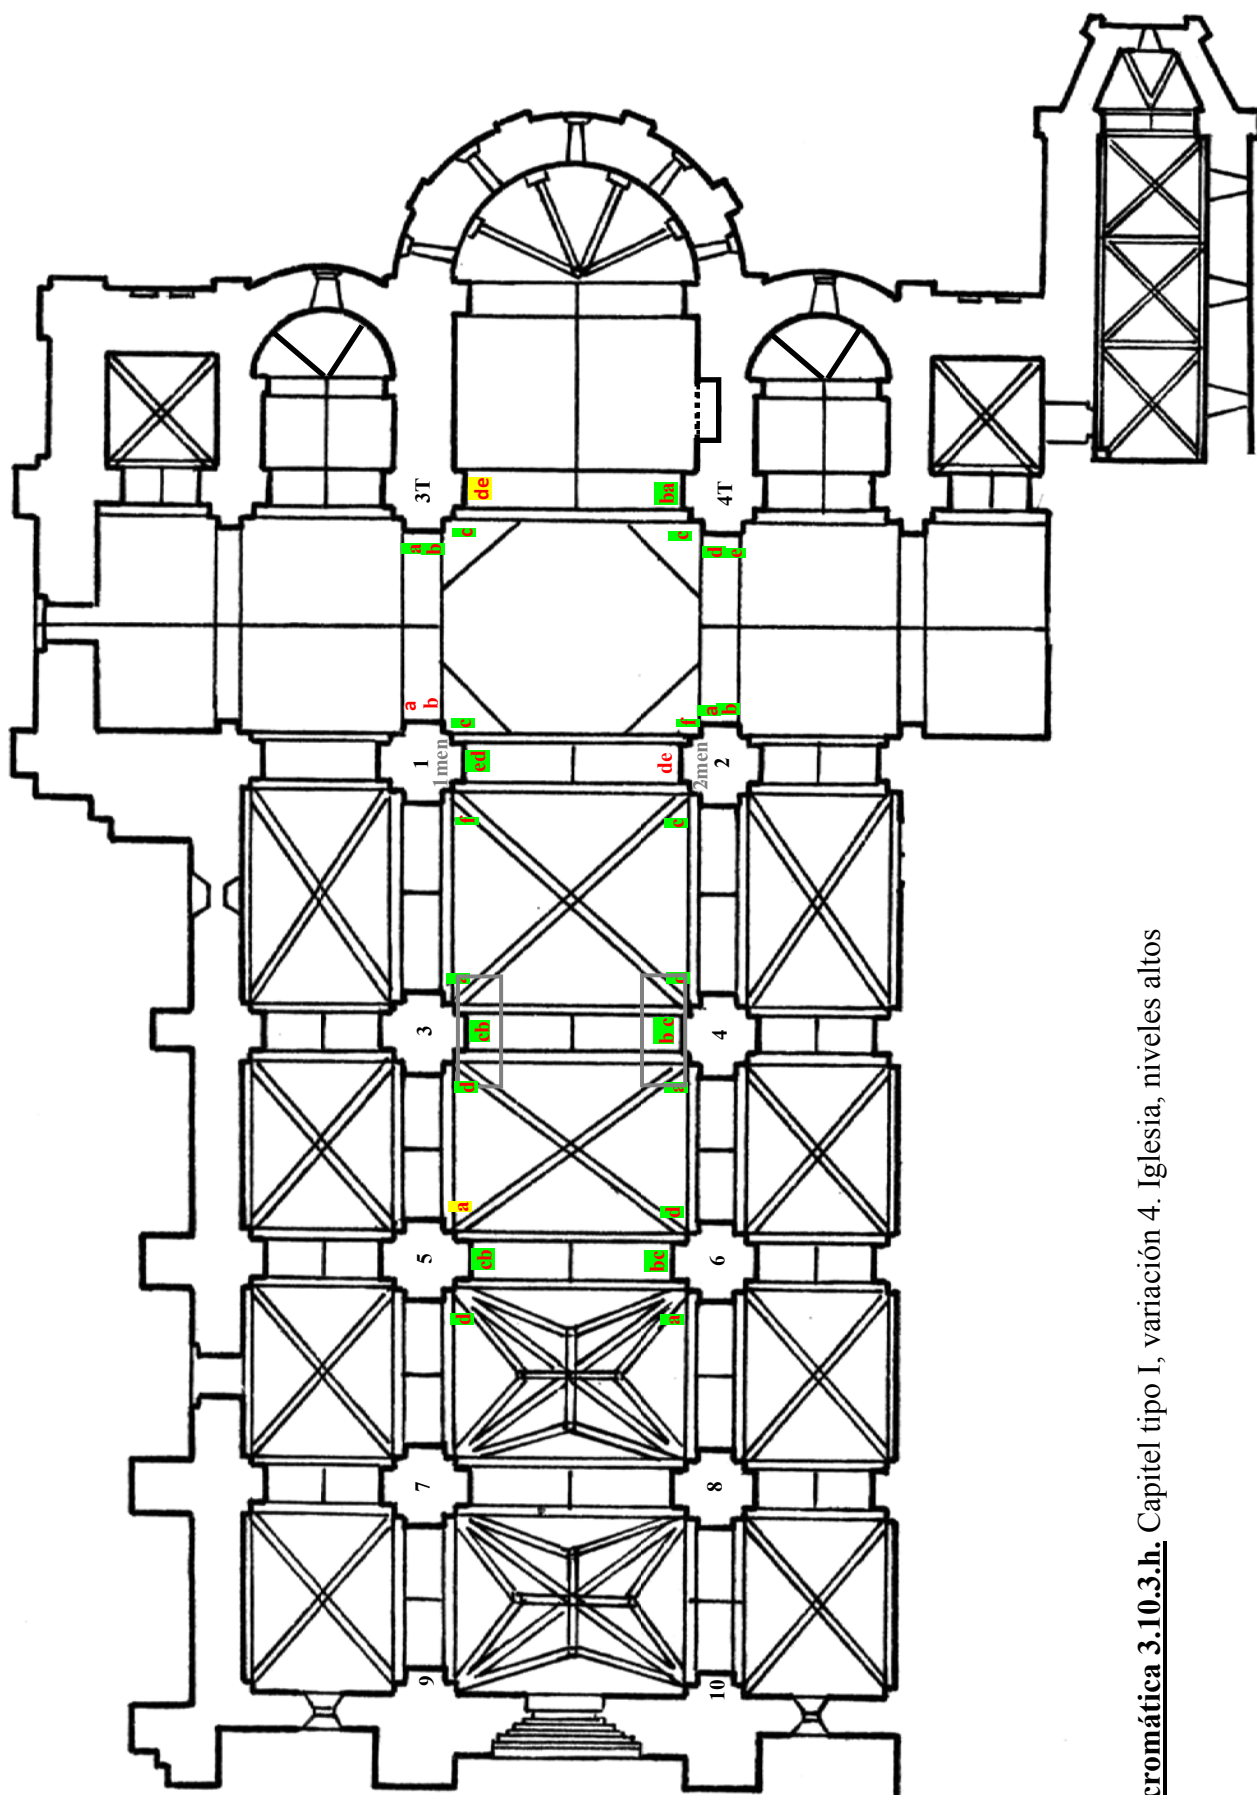 3T
de
ba
4T
a
b
c
c
d
e
a
b
c
f
a
b
1
1men
ed
de
2men
2
f
c
3
cb
b c
4
d
a
a
d
5
cb
bc
6
d
a
7
8
9
10
cromática 3.10.3.h. Capitel tipo I, variación 4. Iglesia, niveles altos